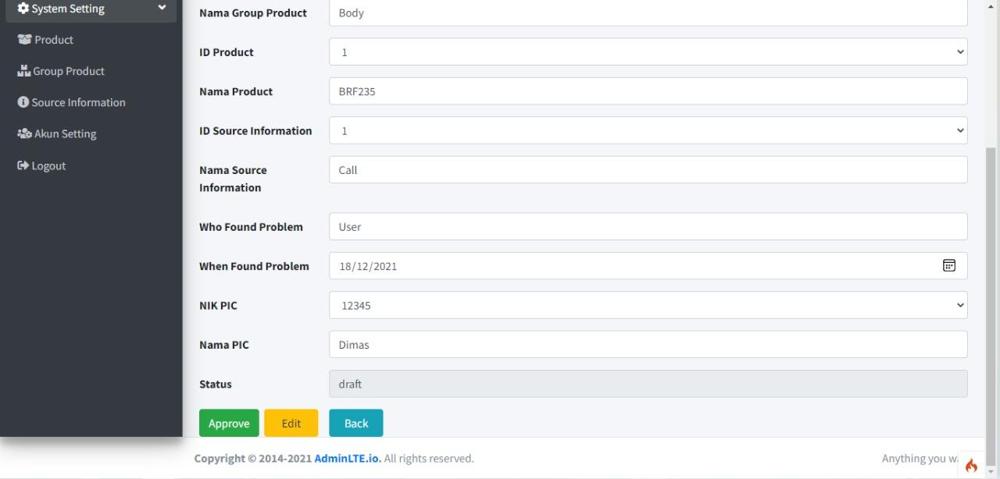 System Setting
Product
Group Product
Source Information
Akun Setting
Logout
Nama Group Product
Body
ID Product
1
Nama Product
BRF235
ID Source Information
1
Nama Source
Information
Call
Who Found Problem
User
When Found Problem
18/12/2021
NIK PIC
12345
Nama PIC
Dimas
Status
draft
Approve
Edit
Back
Copyright © 2014-2021 AdminLTE.io. All rights reserved.
Anything you